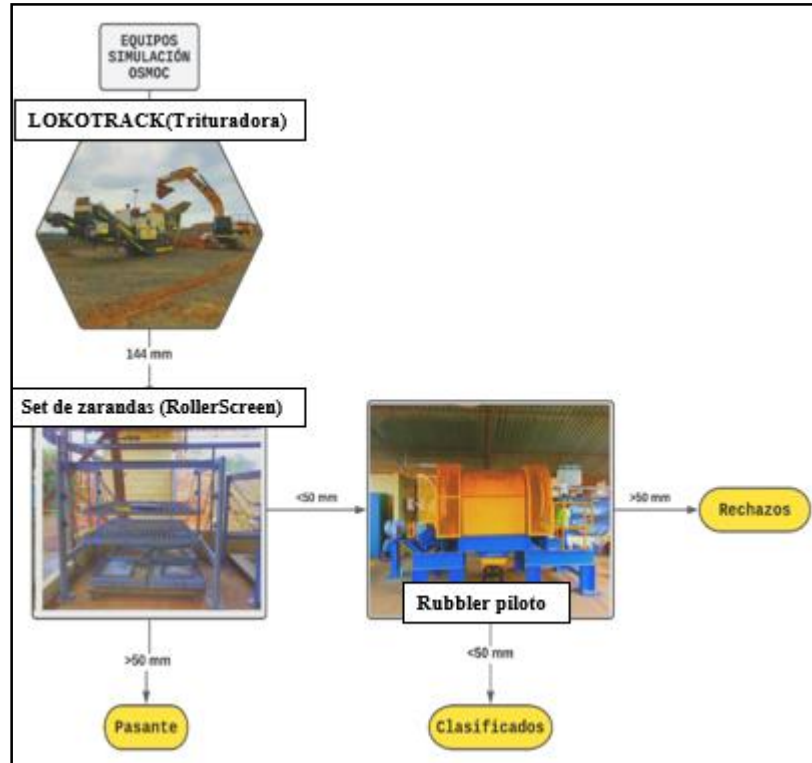 EQUIPOS
SIMULACIÓN
OSMOC
LOKOTRACK(Trituradora)
144 mm
Set de zarandas (RollerScreen)
<50 mm
>50 mm
Rechazos
Rubbler piloto
>50 mm
<50 mm
Pasante
Clasificados